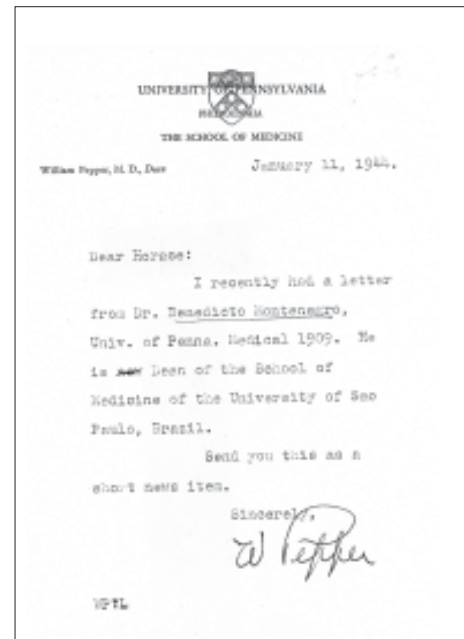 UNIVERSITY OF PENNSYLVANIA
PHILADELPHIA
THE SCHOOL OF MEDICINE
William Pepper, M. D., Dean
January 11, 1944.
Dear Horace:
I recently had a letter
from Dr. Benedicto Montenegro,
Univ. of Penna. Medical 1909. He
is Dean of the School of
Medicine of the University of Sao
Paulo, Brazil.
Send you this as a
short news item.
Sincerely,
W Pepper
WP:L